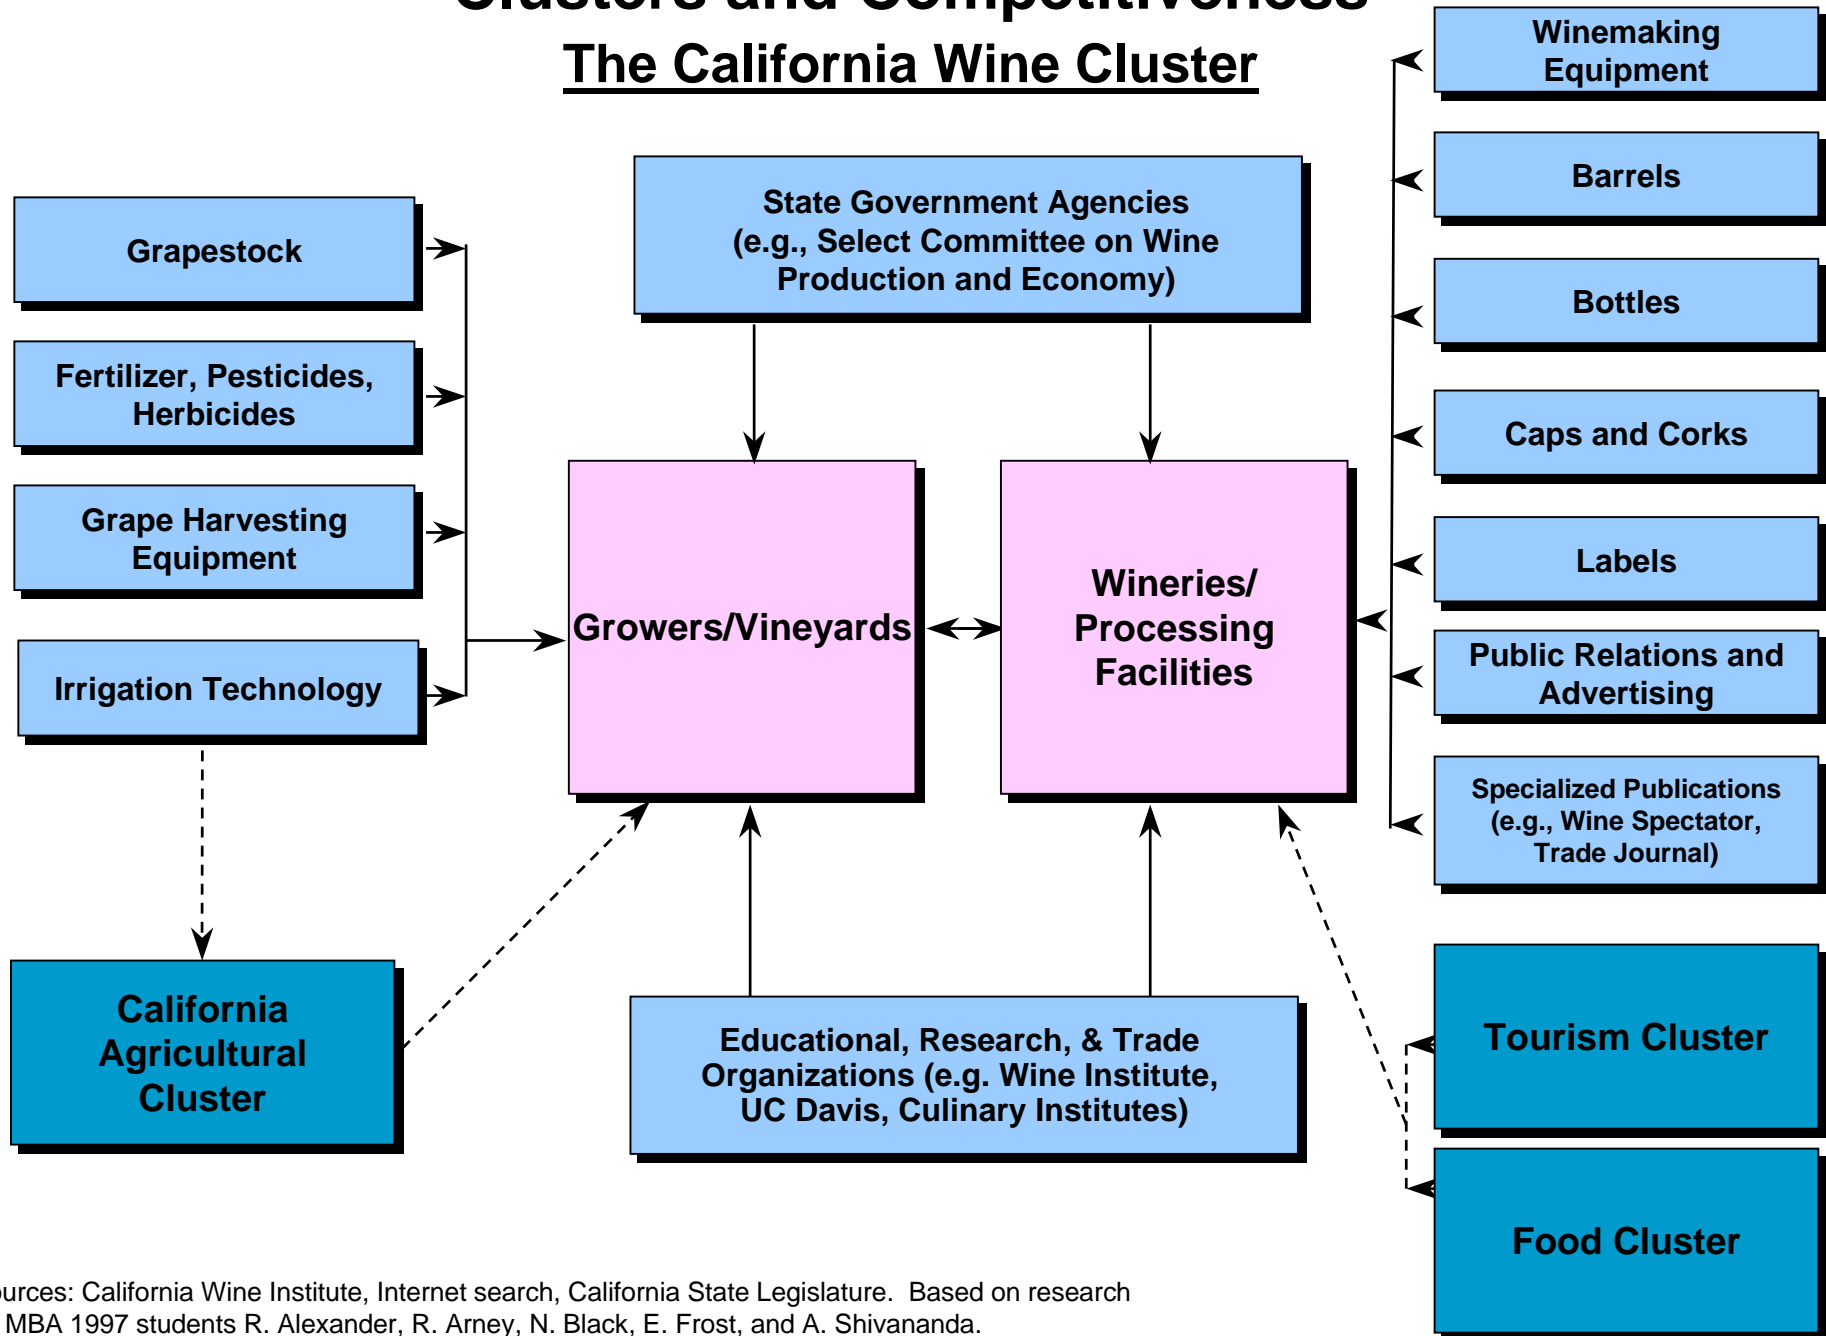 Clusters and Competitiveness
The California Wine Cluster
Winemaking
Equipment
Barrels
Bottles
Caps and Corks
Labels
Public Relations and
Advertising
Specialized Publications
(e.g., Wine Spectator,
Trade Journal)
State Government Agencies
(e.g., Select Committee on Wine
Production and Economy)
Grapestock
Fertilizer, Pesticides,
Herbicides
Grape Harvesting
Equipment
Irrigation Technology
Growers/Vineyards
Wineries/
Processing
Facilities
California
Agricultural
Cluster
Educational, Research, & Trade
Organizations (e.g. Wine Institute,
UC Davis, Culinary Institutes)
Tourism Cluster
Food Cluster
urces: California Wine Institute, Internet search, California State Legislature. Based on research
MBA 1997 students R. Alexander, R. Arney, N. Black, E. Frost, and A. Shivananda.